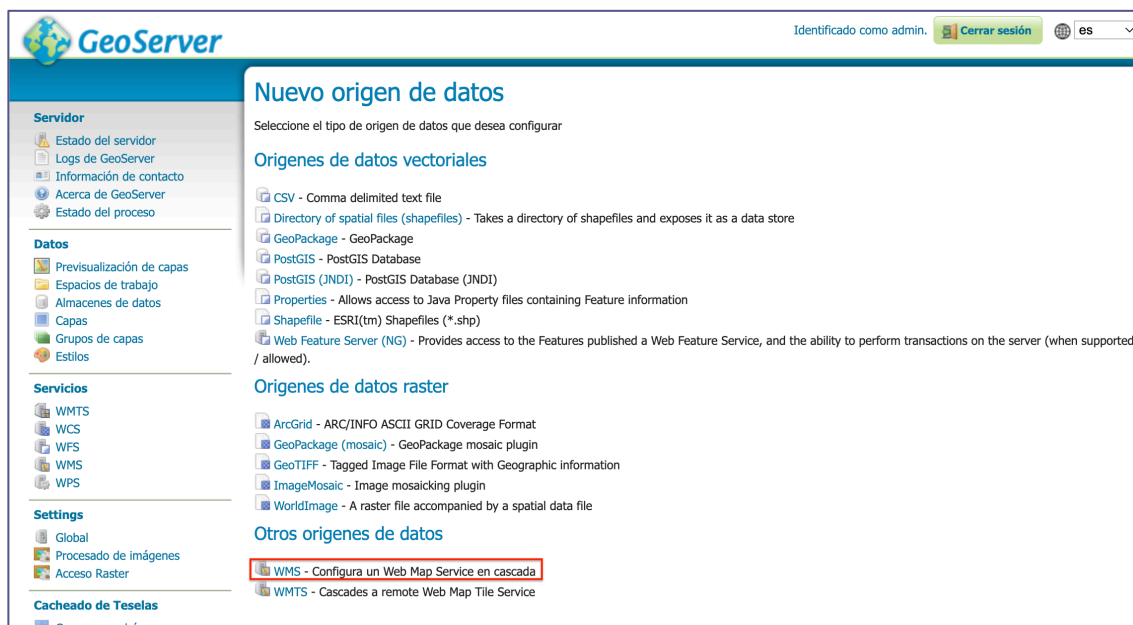 GeoServer
Identificado como admin.
Cerrar sesión
es
Servidor
Estado del servidor
Logs de GeoServer
Información de contacto
Acerca de GeoServer
Estado del proceso
Datos
Previsualización de capas
Espacios de trabajo
Almacenes de datos
Capas
Grupos de capas
Estilos
Servicios
WMTS
WCS
WFS
WMS
WPS
Settings
Global
Procesado de imágenes
Acceso Raster
Cacheado de Teselas
Nuevo origen de datos
Seleccione el tipo de origen de datos que desea configurar
Origenes de datos vectoriales
CSV - Comma delimited text file
Directory of spatial files (shapefiles) - Takes a directory of shapefiles and exposes it as a data store
GeoPackage - GeoPackage
PostGIS - PostGIS Database
PostGIS (JNDI) - PostGIS Database (JNDI)
Properties - Allows access to Java Property files containing Feature information
Shapefile - ESRI(tm) Shapefiles (*.shp)
Web Feature Server (NG) - Provides access to the Features published a Web Feature Service, and the ability to perform transactions on the server (when supported
/ allowed).
Origenes de datos raster
ArcGrid - ARC/INFO ASCII GRID Coverage Format
GeoPackage (mosaic) - GeoPackage mosaic plugin
GeoTIFF - Tagged Image File Format with Geographic information
ImageMosaic - Image mosaicking plugin
WorldImage - A raster file accompanied by a spatial data file
Otros origenes de datos
WMS - Configura un Web Map Service en cascada
WMTS - Cascades a remote Web Map Tile Service